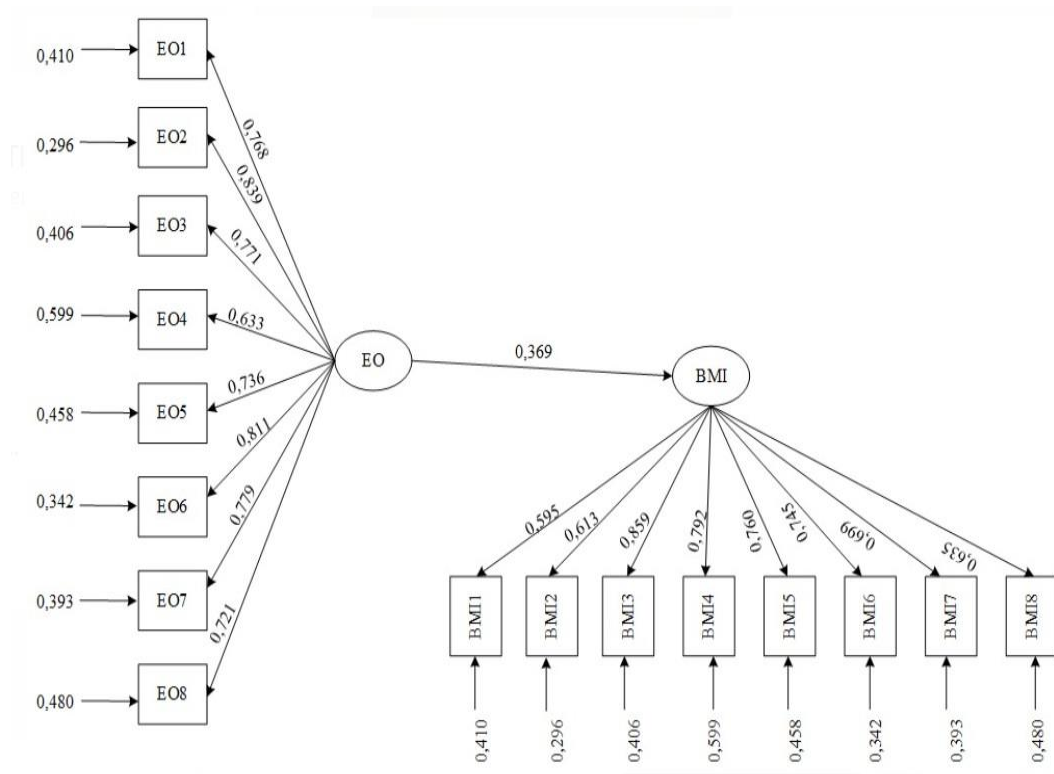 0,410
EO1
0,768
0,296
EO2
0,839
0,406
EO3
0,771
0,599
EO4
0,633
0,458
EO5
0,736
0,342
EO6
0,811
0,393
EO7
0,779
0,480
EO8
0,721
EO
0,369
BMI
0,595
0,613
0,859
0,792
0,760
0,745
0,699
0,635
BMI1
BMI2
BMI3
BMI4
BMI5
BMI6
BMI7
BMI8
0,410
0,296
0,406
0,599
0,458
0,342
0,393
0,480